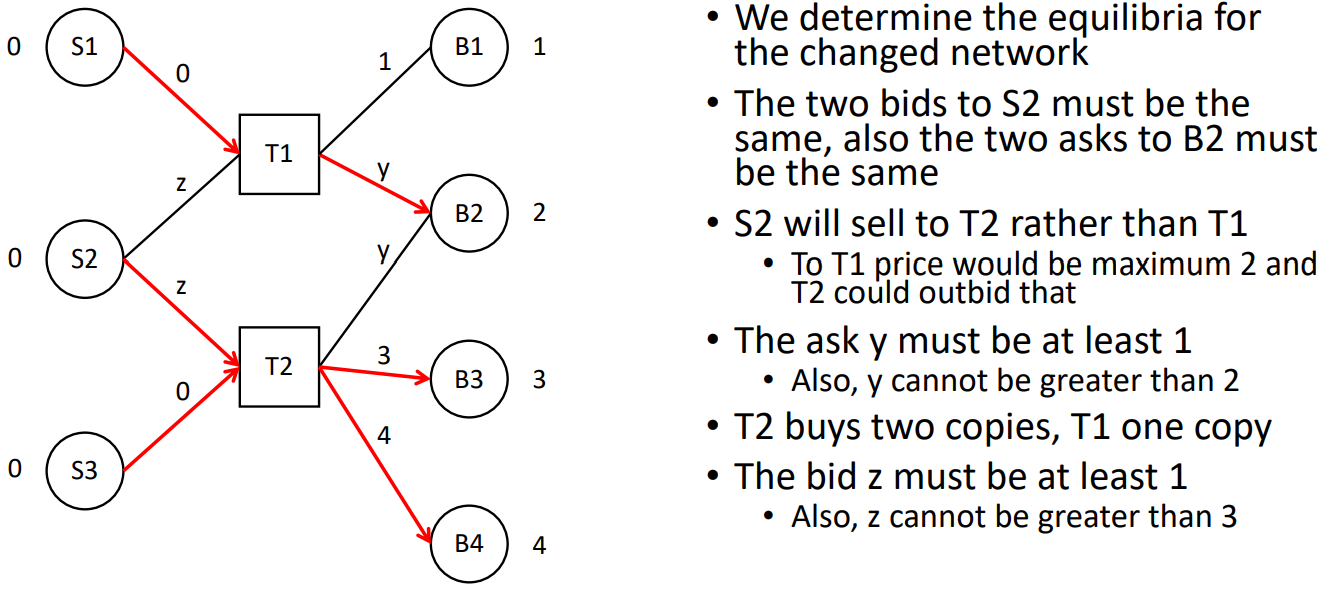 0 S1 0 1 B1 1
T1
z y
0 S2 B2 2
z y
T2 3 B3 3
0 4
0 S3
B4 4
• We determine the equilibria for
the changed network
• The two bids to S2 must be the
same, also the two asks to B2 must
be the same
• S2 will sell to T2 rather than T1
• To T1 price would be maximum 2 and
T2 could outbid that
• The ask y must be at least 1
• Also, y cannot be greater than 2
• T2 buys two copies, T1 one copy
• The bid z must be at least 1
• Also, z cannot be greater than 3